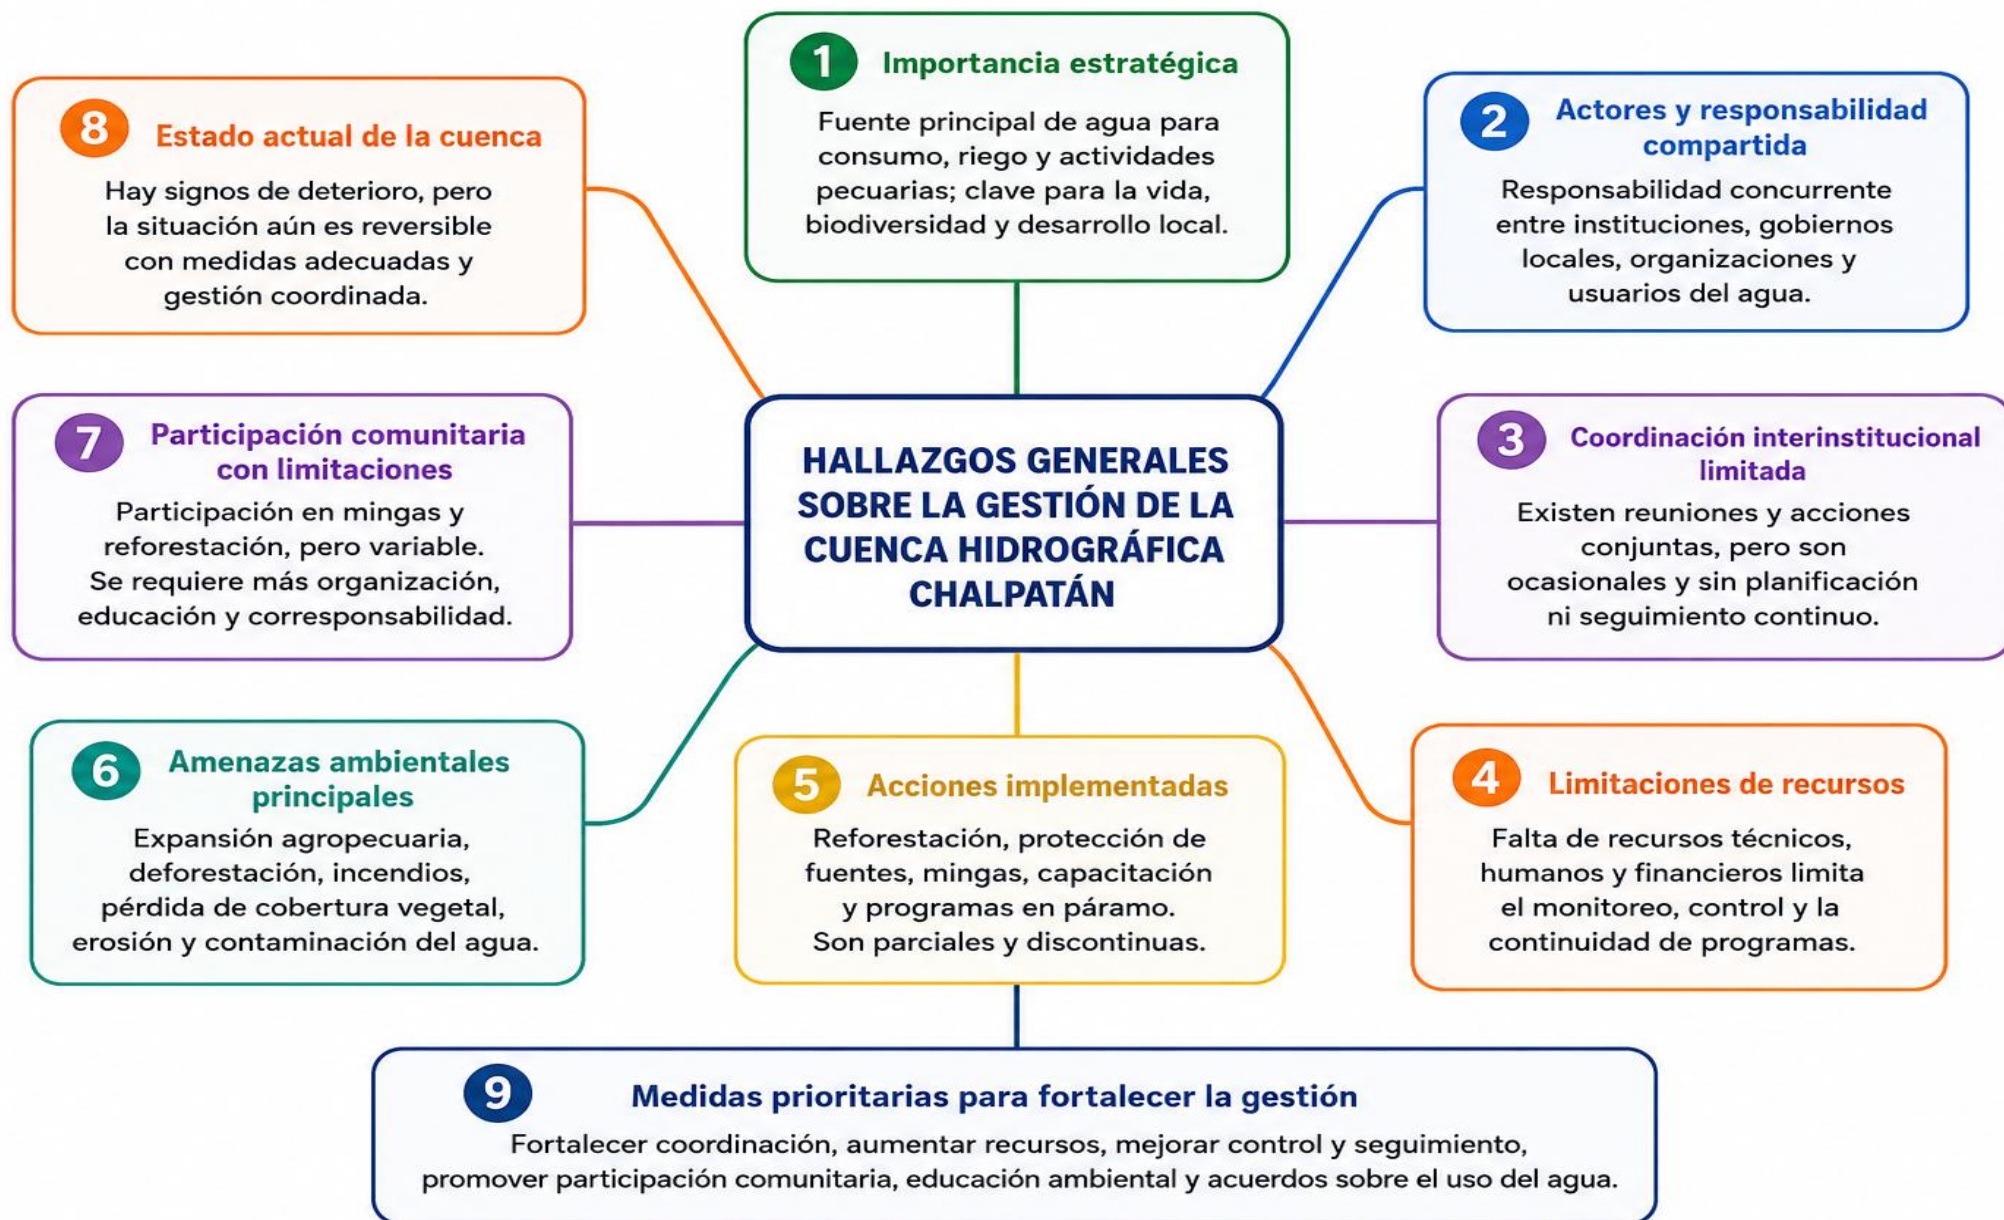 HALLAZGOS GENERALES
SOBRE LA GESTIÓN DE LA
CUENCA HIDROGRÁFICA
CHALPATÁN
1
Importancia estratégica
Fuente principal de agua para
consumo, riego y actividades
pecuarias; clave para la vida,
biodiversidad y desarrollo local.
2
Actores y responsabilidad
compartida
Responsabilidad concurrente
entre instituciones, gobiernos
locales, organizaciones y
usuarios del agua.
3
Coordinación interinstitucional
limitada
Existen reuniones y acciones
conjuntas, pero son
ocasionales y sin planificación
ni seguimiento continuo.
4
Limitaciones de recursos
Falta de recursos técnicos,
humanos y financieros limita
el monitoreo, control y la
continuidad de programas.
5
Acciones implementadas
Reforestación, protección de
fuentes, mingas, capacitación
y programas en páramo.
Son parciales y discontinuas.
6
Amenazas ambientales
principales
Expansión agropecuaria,
deforestación, incendios,
pérdida de cobertura vegetal,
erosión y contaminación del agua.
7
Participación comunitaria
con limitaciones
Participación en mingas y
reforestación, pero variable.
Se requiere más organización,
educación y corresponsabilidad.
8
Estado actual de la cuenca
Hay signos de deterioro, pero
la situación aún es reversible
con medidas adecuadas y
gestión coordinada.
9
Medidas prioritarias para fortalecer la gestión
Fortalecer coordinación, aumentar recursos, mejorar control y seguimiento,
promover participación comunitaria, educación ambiental y acuerdos sobre el uso del agua.